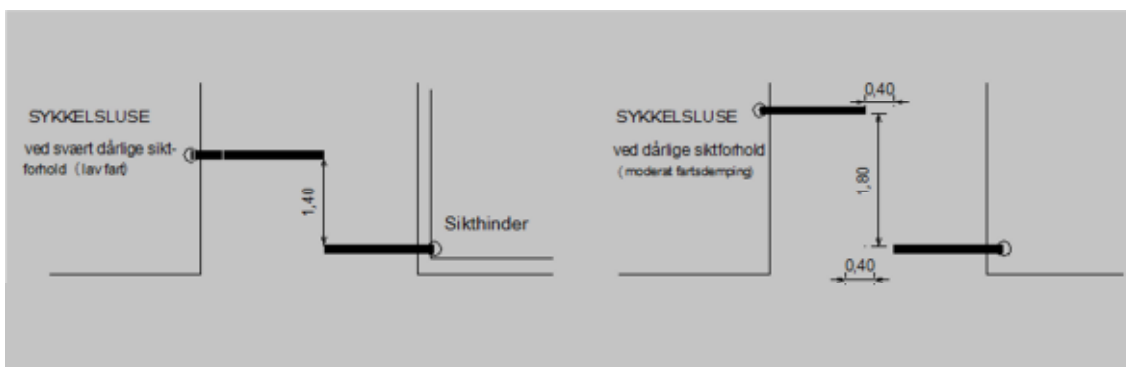 SYKKELSLUSE
ved svært dårlige sikt-
forhold (lav fart)
1,40
Sikthinder
SYKKELSLUSE
ved dårlige siktforhold
(moderat fartsdemping)
0,40
1,80
0,40